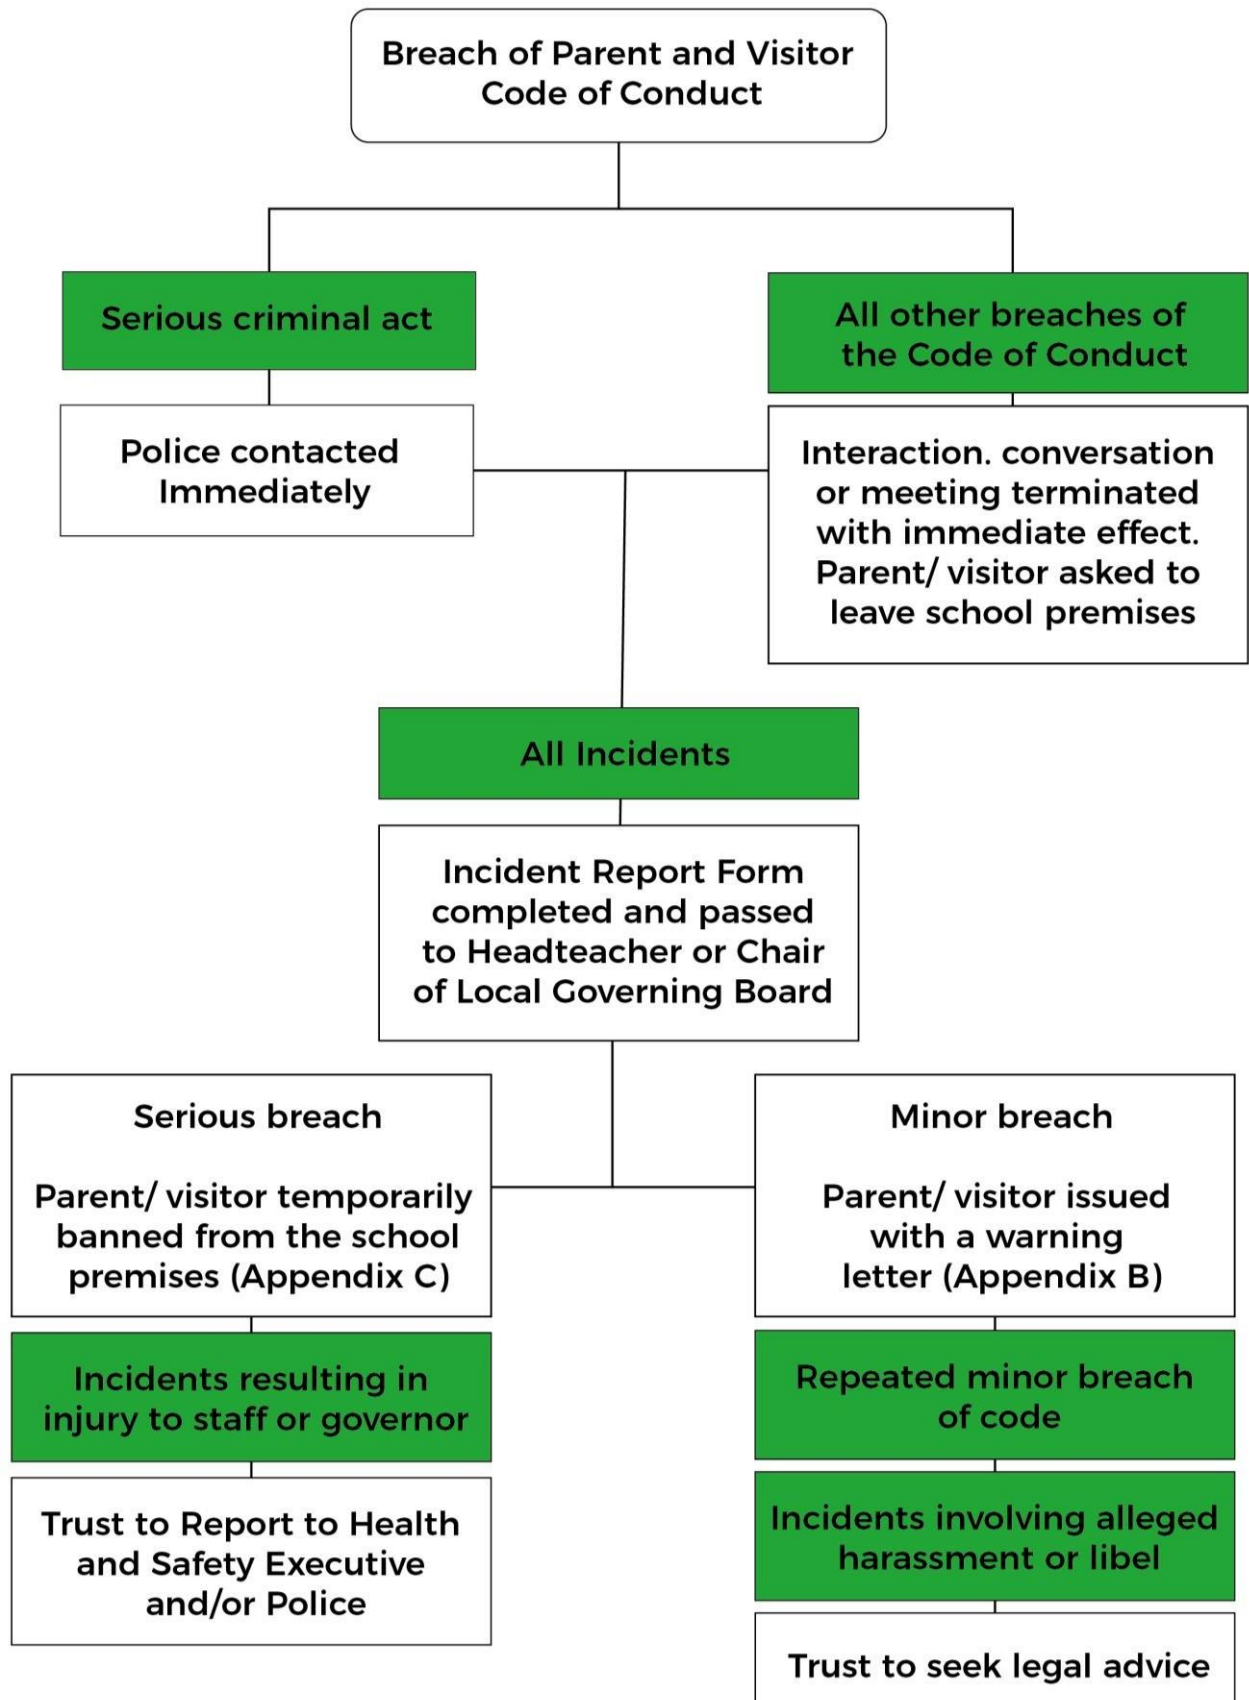 Breach of Parent and Visitor
Code of Conduct
Serious criminal act
All other breaches of
the Code of Conduct
Police contacted
Immediately
Interaction. conversation
or meeting terminated
with immediate effect.
Parent/ visitor asked to
leave school premises
All Incidents
Incident Report Form
completed and passed
to Headteacher or Chair
of Local Governing Board
Serious breach
Parent/ visitor temporarily
banned from the school
premises (Appendix C)
Minor breach
Parent/ visitor issued
with a warning
letter (Appendix B)
Incidents resulting in
injury to staff or governor
Repeated minor breach
of code
Trust to Report to Health
and Safety Executive
and/or Police
Incidents involving alleged
harassment or libel
Trust to seek legal advice